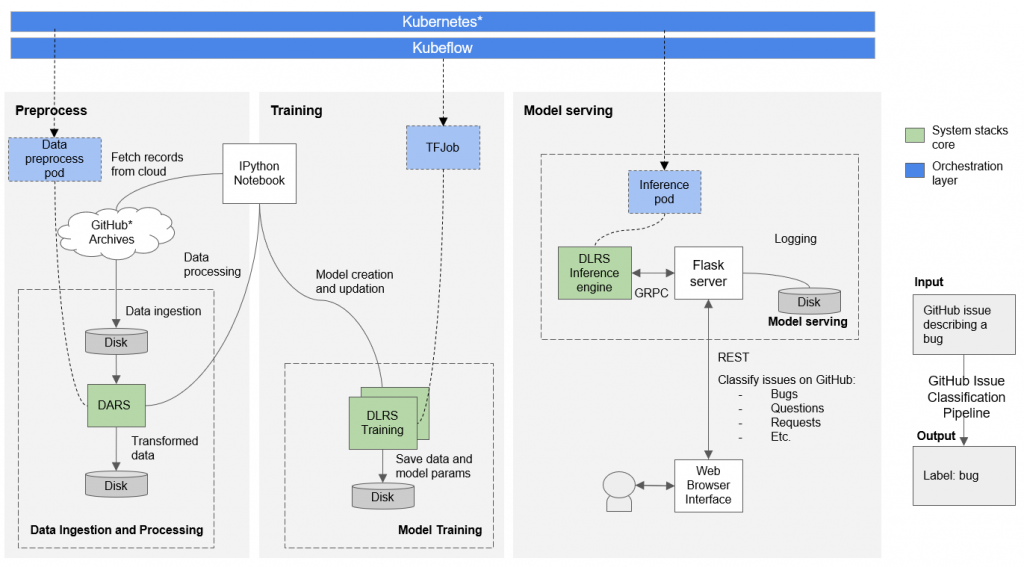 Kubernetes*
Kubeflow
Preprocess
Data
preprocess
pod
Fetch records
from cloud
GitHub*
Archives
Data
processing
Data ingestion
Disk
DARS
Transformed
data
Disk
Data Ingestion and Processing
Training
IPython
Notebook
TFJob
Model creation
and updation
DLRS
Training
Save data and
model params
Disk
Model Training
Model serving
Inference
pod
DLRS
Inference
engine
GRPC
Flask
server
Logging
Disk
Model serving
REST
Classify issues on GitHub:
- Bugs
- Questions
- Requests
- Etc.
Web
Browser
Interface
System stacks
core
Orchestration
layer
Input
GitHub issue
describing a
bug
GitHub Issue
Classification
Pipeline
Output
Label: bug